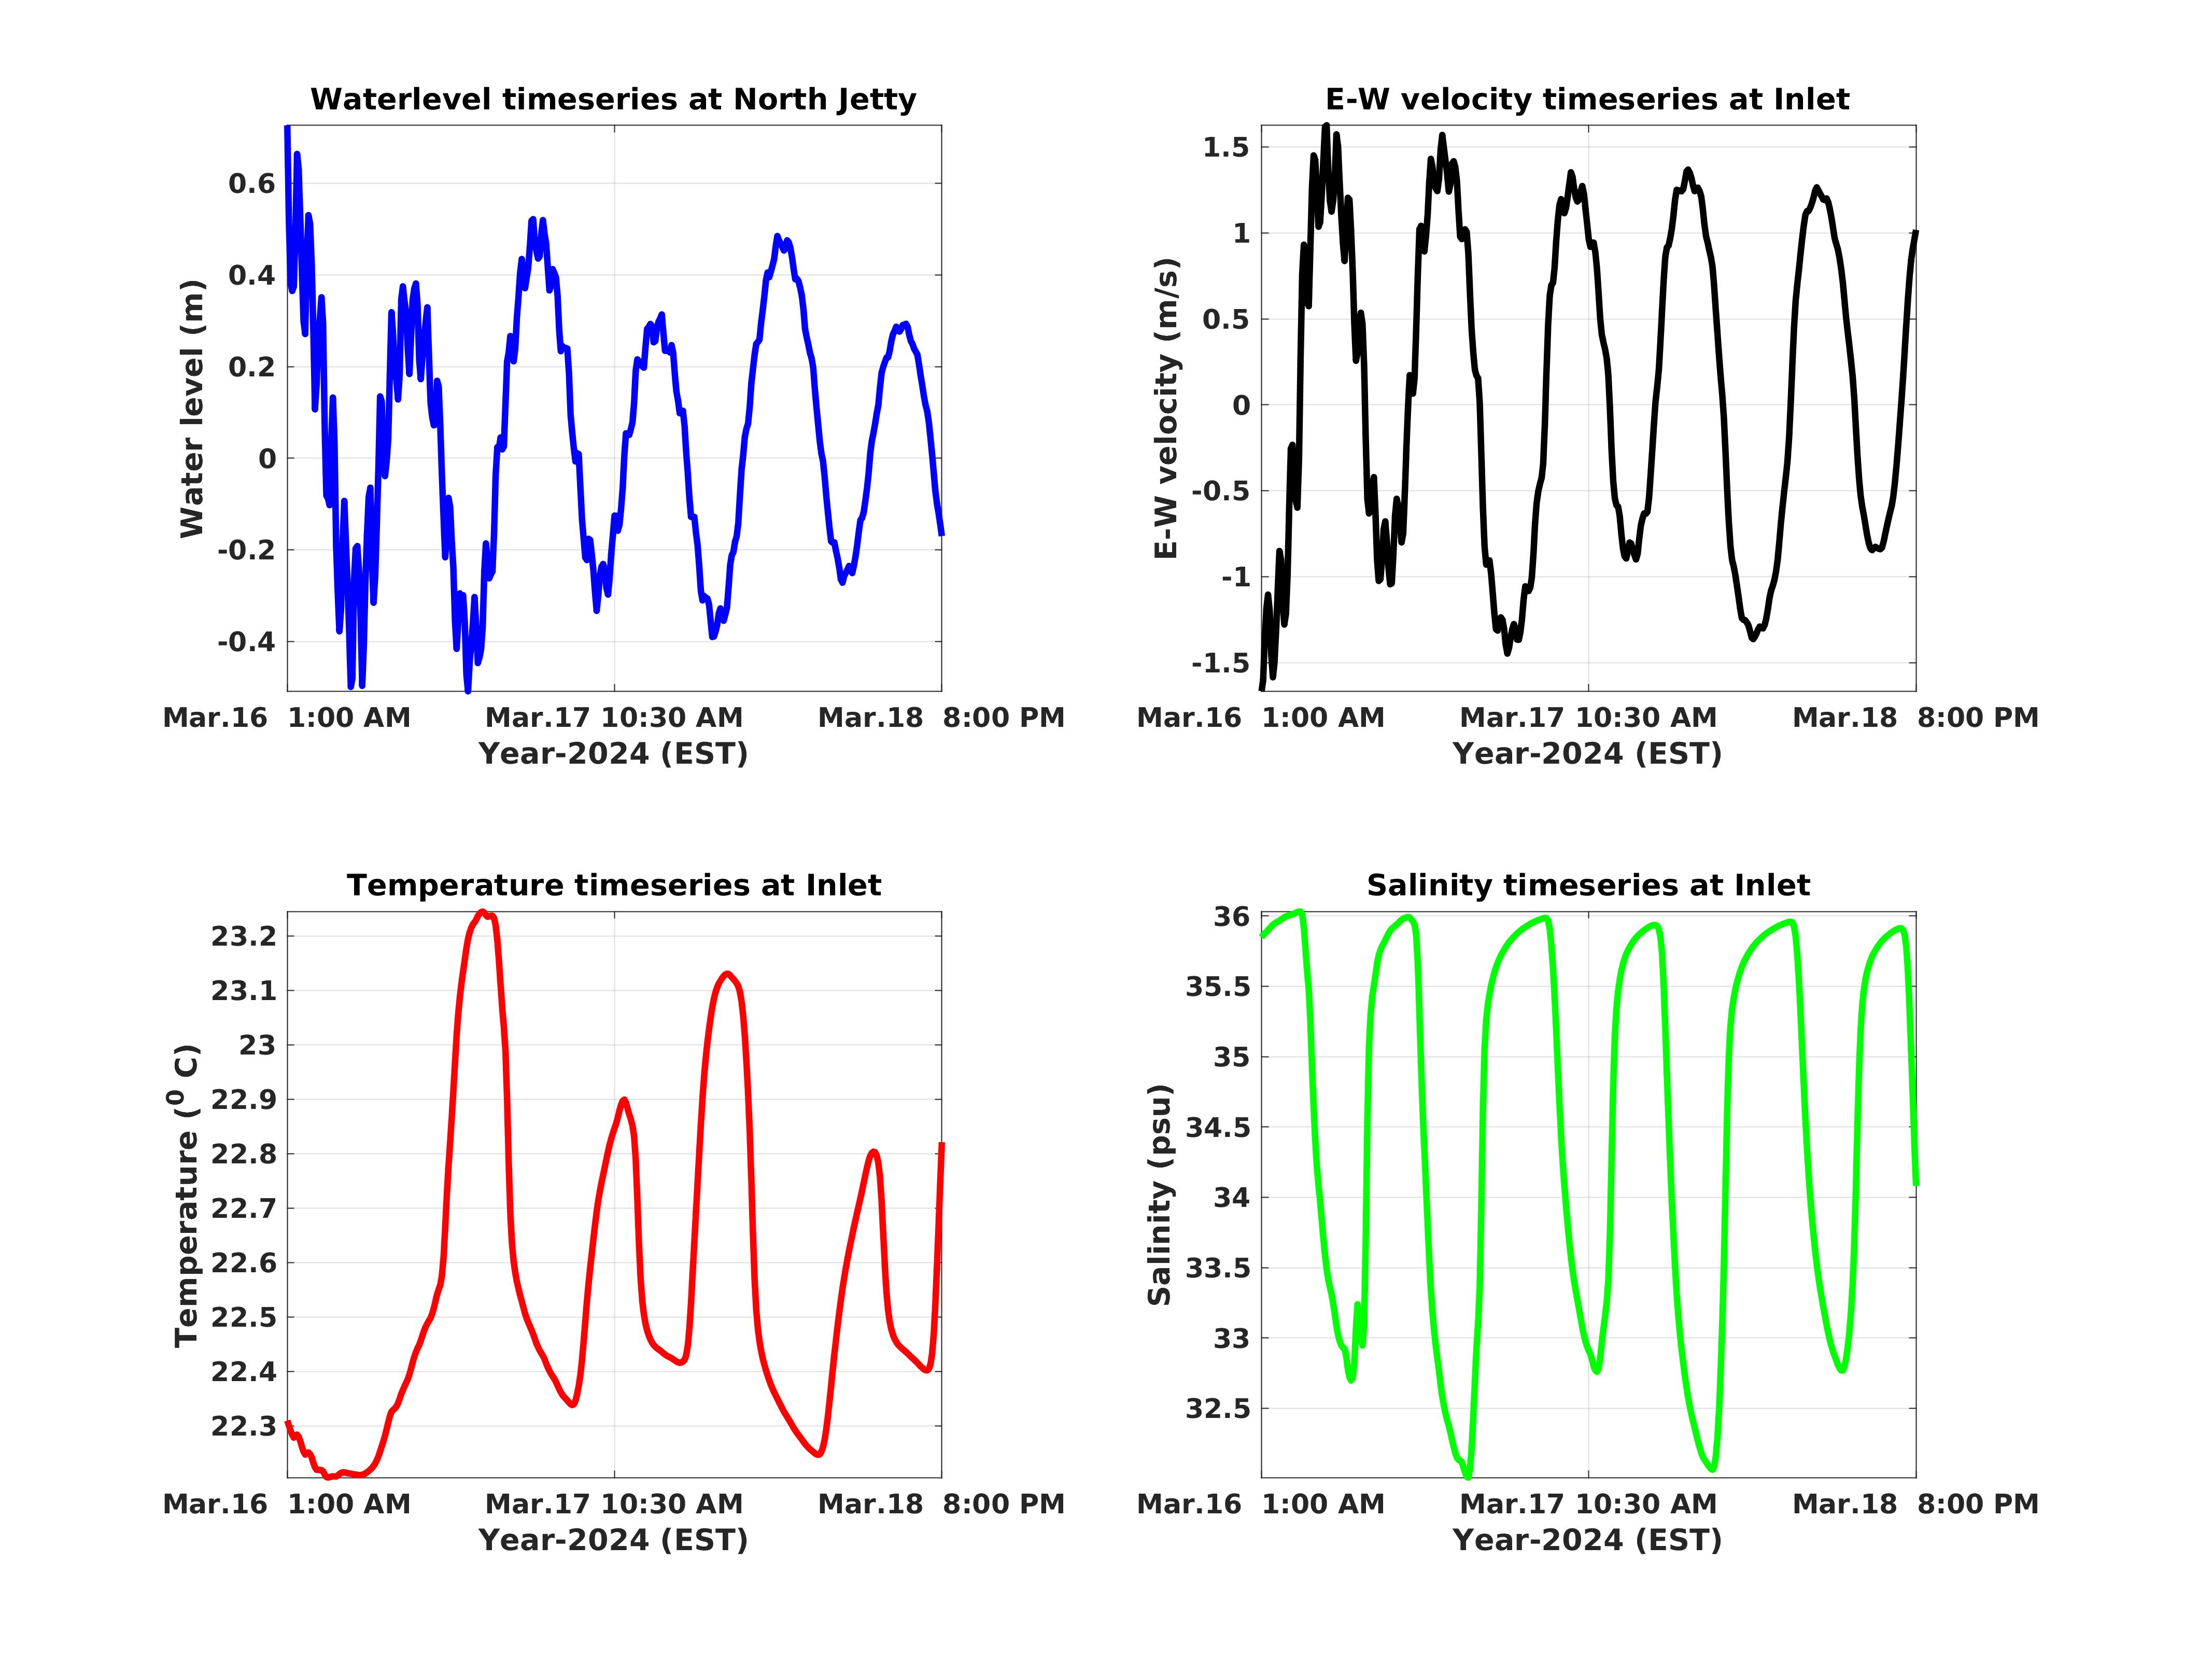 Waterlevel timeseries at North Jetty
0.6
0.4
0.2
0
-0.2
-0.4
Water level (m)
Mar.16 1:00 AM Mar.17 10:30 AM Mar.18 8:00 PM
Year-2024 (EST)
E-W velocity timeseries at Inlet
1.5
1
0.5
0
-0.5
-1
-1.5
E-W velocity (m/s)
Mar.16 1:00 AM Mar.17 10:30 AM Mar.18 8:00 PM
Year-2024 (EST)
Temperature timeseries at Inlet
23.2
23.1
23
22.9
22.8
22.7
22.6
22.5
22.4
22.3
Temperature (⁰ C)
Mar.16 1:00 AM Mar.17 10:30 AM Mar.18 8:00 PM
Year-2024 (EST)
Salinity timeseries at Inlet
36
35.5
35
34.5
34
33.5
33
32.5
Salinity (psu)
Mar.16 1:00 AM Mar.17 10:30 AM Mar.18 8:00 PM
Year-2024 (EST)